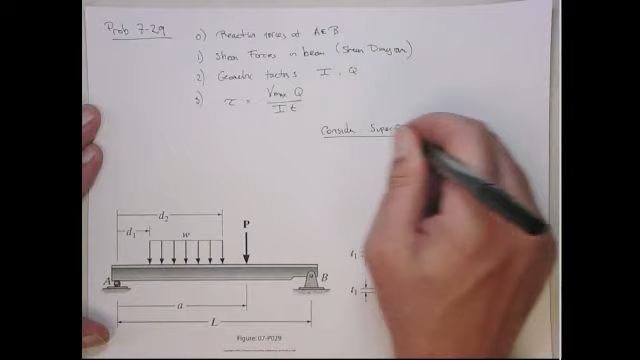 Prob 7-29
0) Reaction forces at A & B
1) Shear Forces in beam (Shear Diagram)
2) Geometric factors I, Q
3) τ = Vmax Q / I t
Consider
d2
d1
w
P
A
B
a
L
t1
t1
Figure: 07-P029